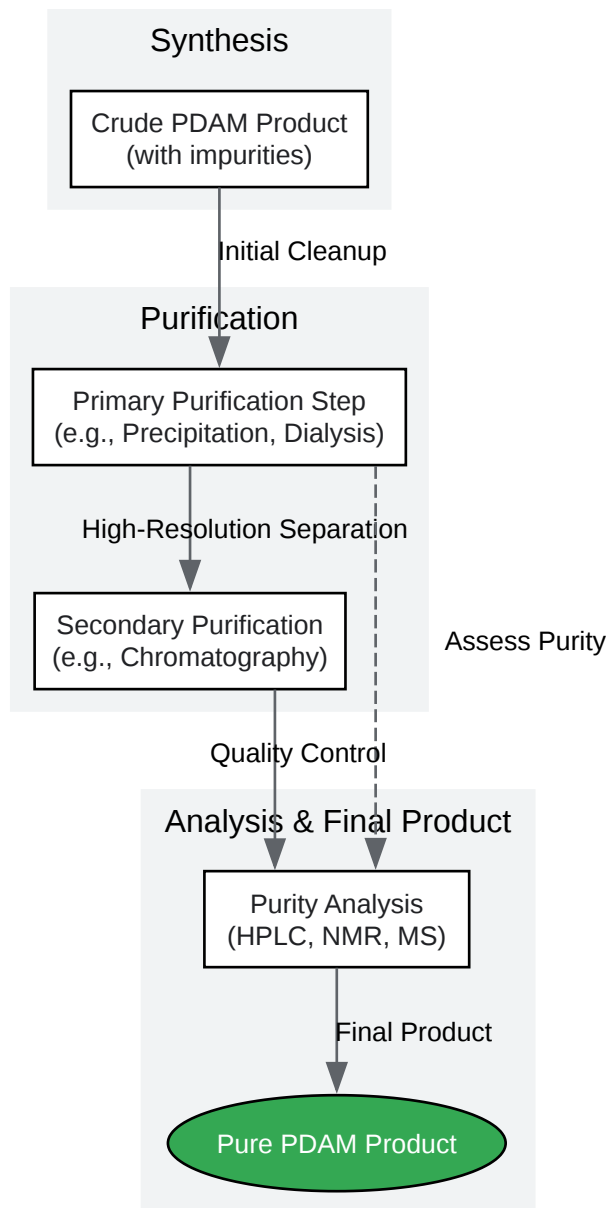 Synthesis
Crude PDAM Product
(with impurities)
Initial Cleanup
Purification
Primary Purification Step
(e.g., Precipitation, Dialysis)
High-Resolution Separation
Secondary Purification
(e.g., Chromatography)
Assess Purity
Quality Control
Analysis & Final Product
Purity Analysis
(HPLC, NMR, MS)
Final Product
Pure PDAM Product